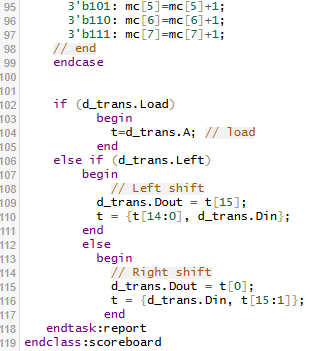 95 3'b101: mc[5]=mc[5]+1;
96 3'b110: mc[6]=mc[6]+1;
97 3'b111: mc[7]=mc[7]+1;
98 // end
99 endcase
100
101
102 if (d_trans.Load)
103 begin
104 t=d_trans.A; // load
105 end
106 else if (d_trans.Left)
107 begin
108 // Left shift
109 d_trans.Dout = t[15];
110 t = {t[14:0], d_trans.Din};
111 end
112 else
113 begin
114 // Right shift
115 d_trans.Dout = t[0];
116 t = {d_trans.Din, t[15:1]};
117 end
118 endtask:report
119 endclass:scoreboard